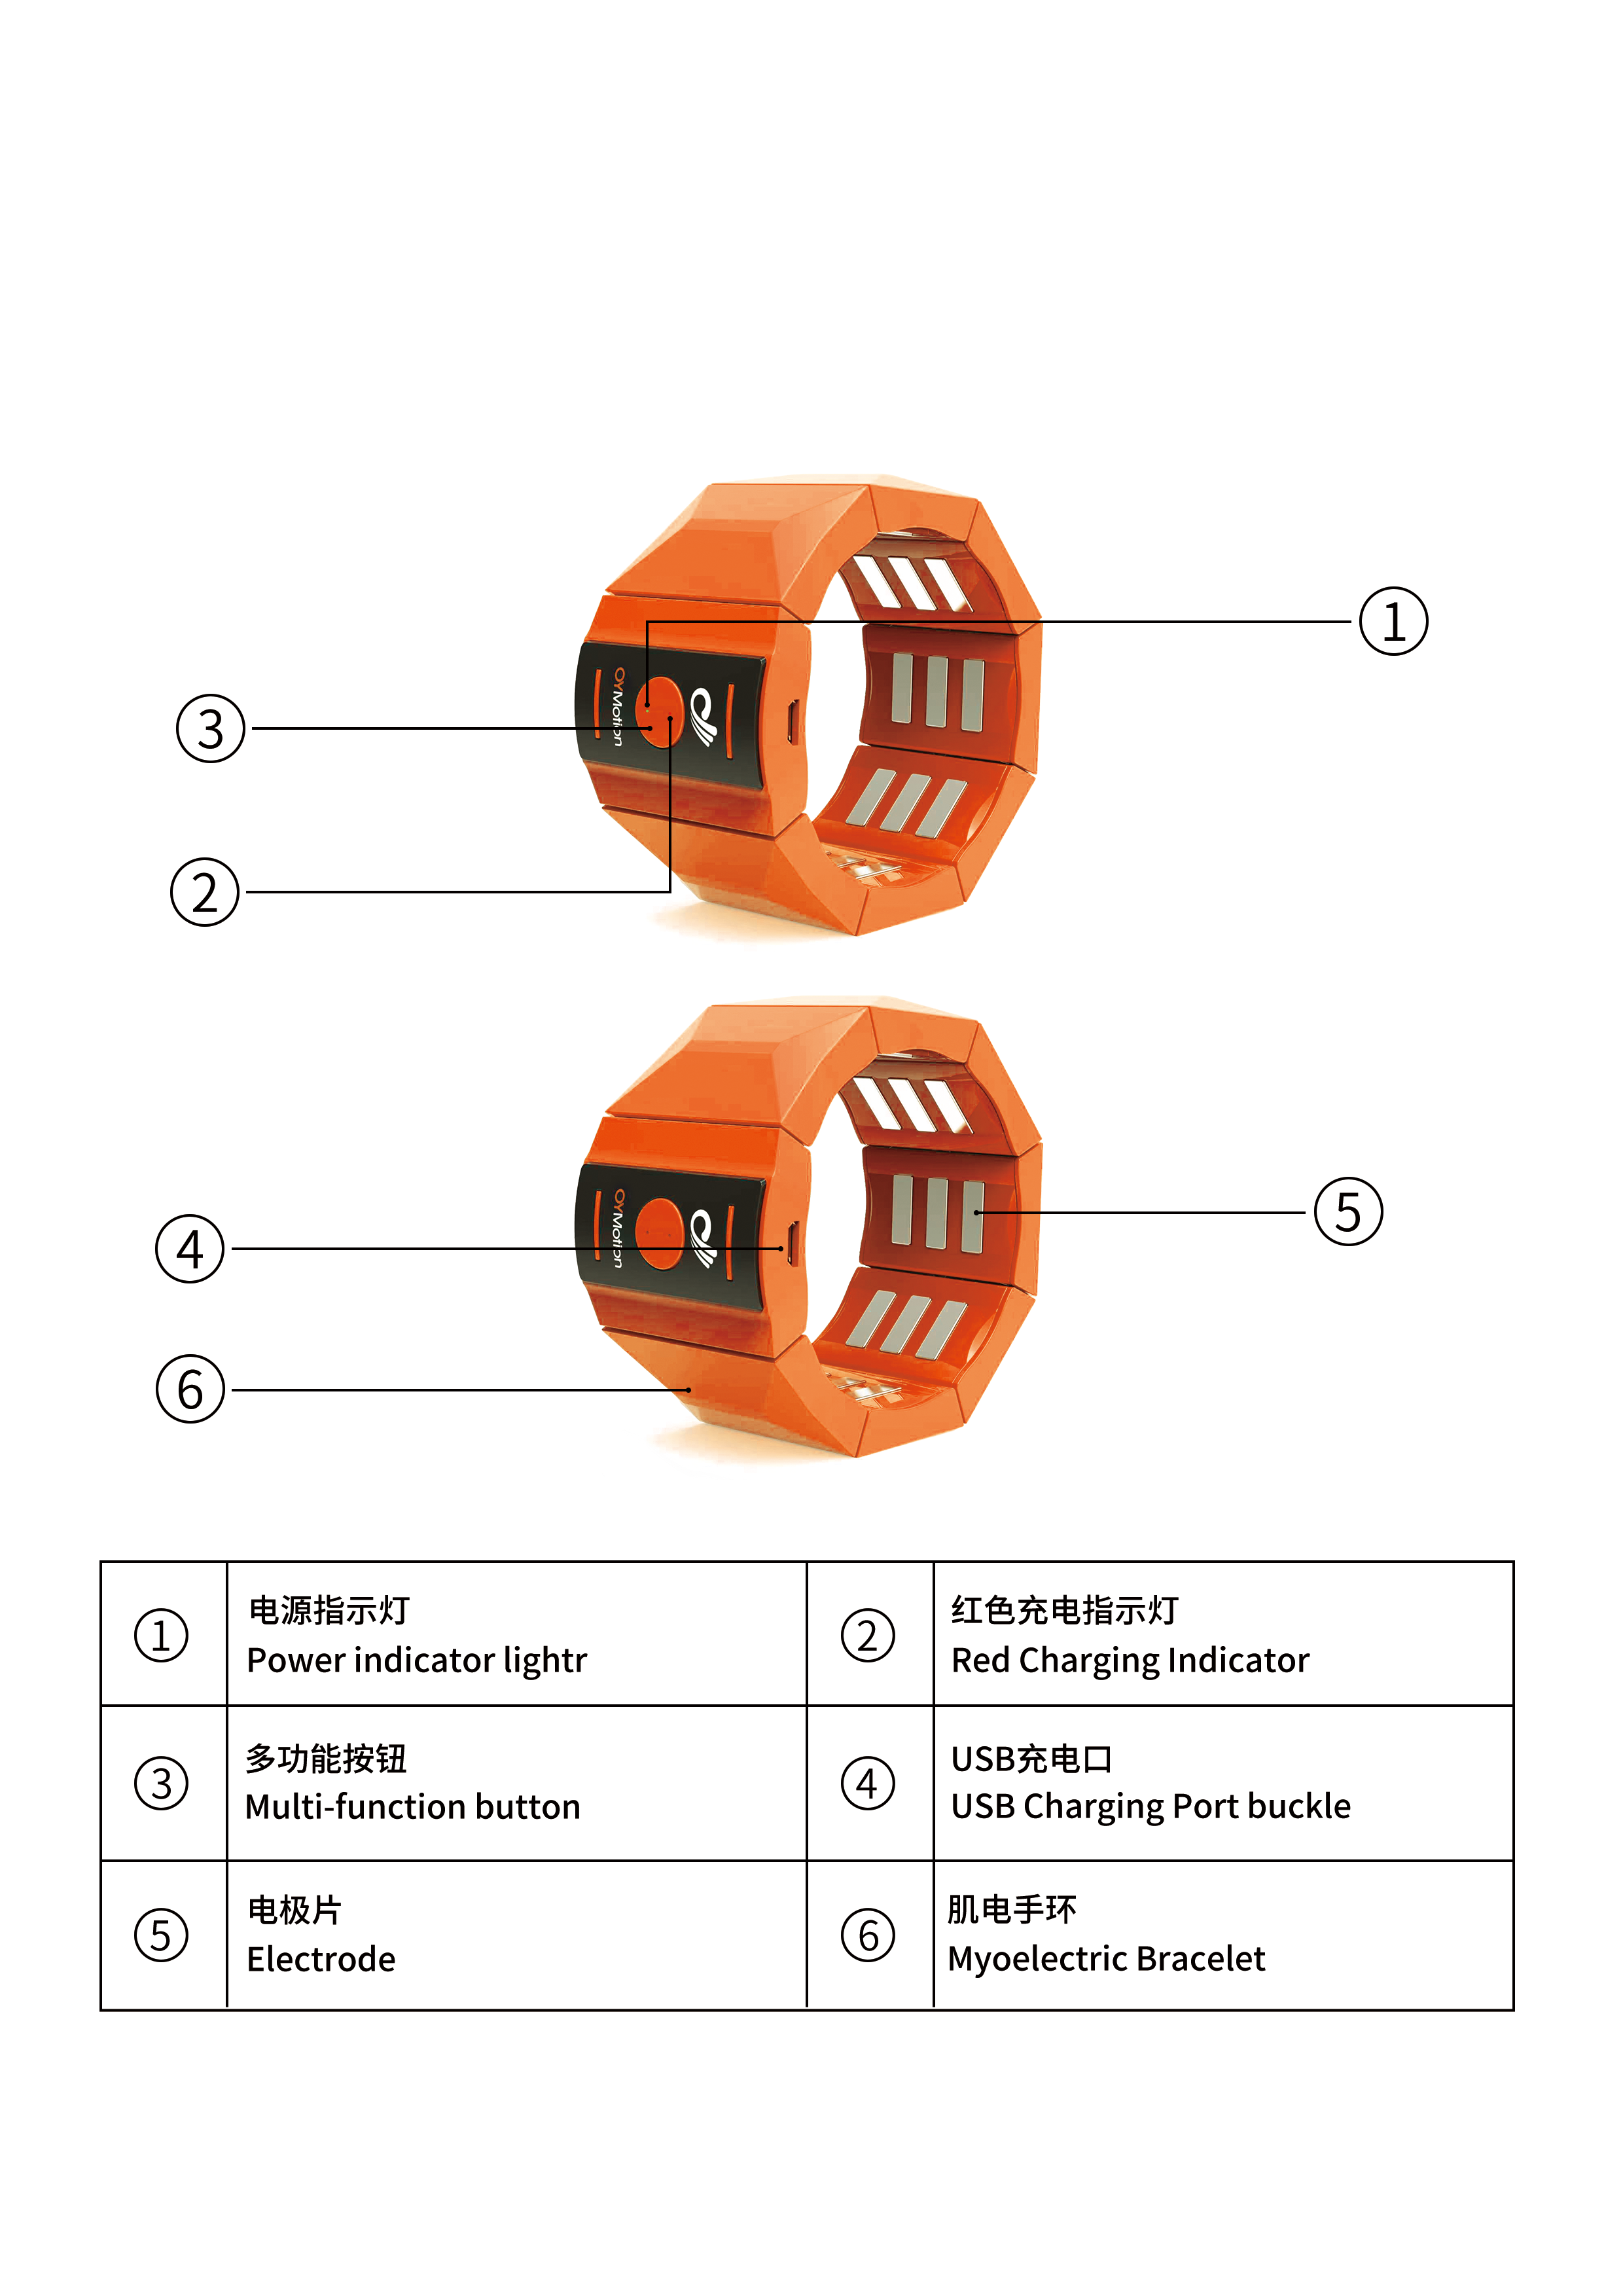 ①
③
OYMotion
②
OYMotion
⑤
④
⑥
① 电源指示灯
Power indicator lightr
② 红色充电指示灯
Red Charging Indicator
③ 多功能按钮
Multi-function button
④ USB充电口
USB Charging Port buckle
⑤ 电极片
Electrode
⑥ 肌电手环
Myoelectric Bracelet